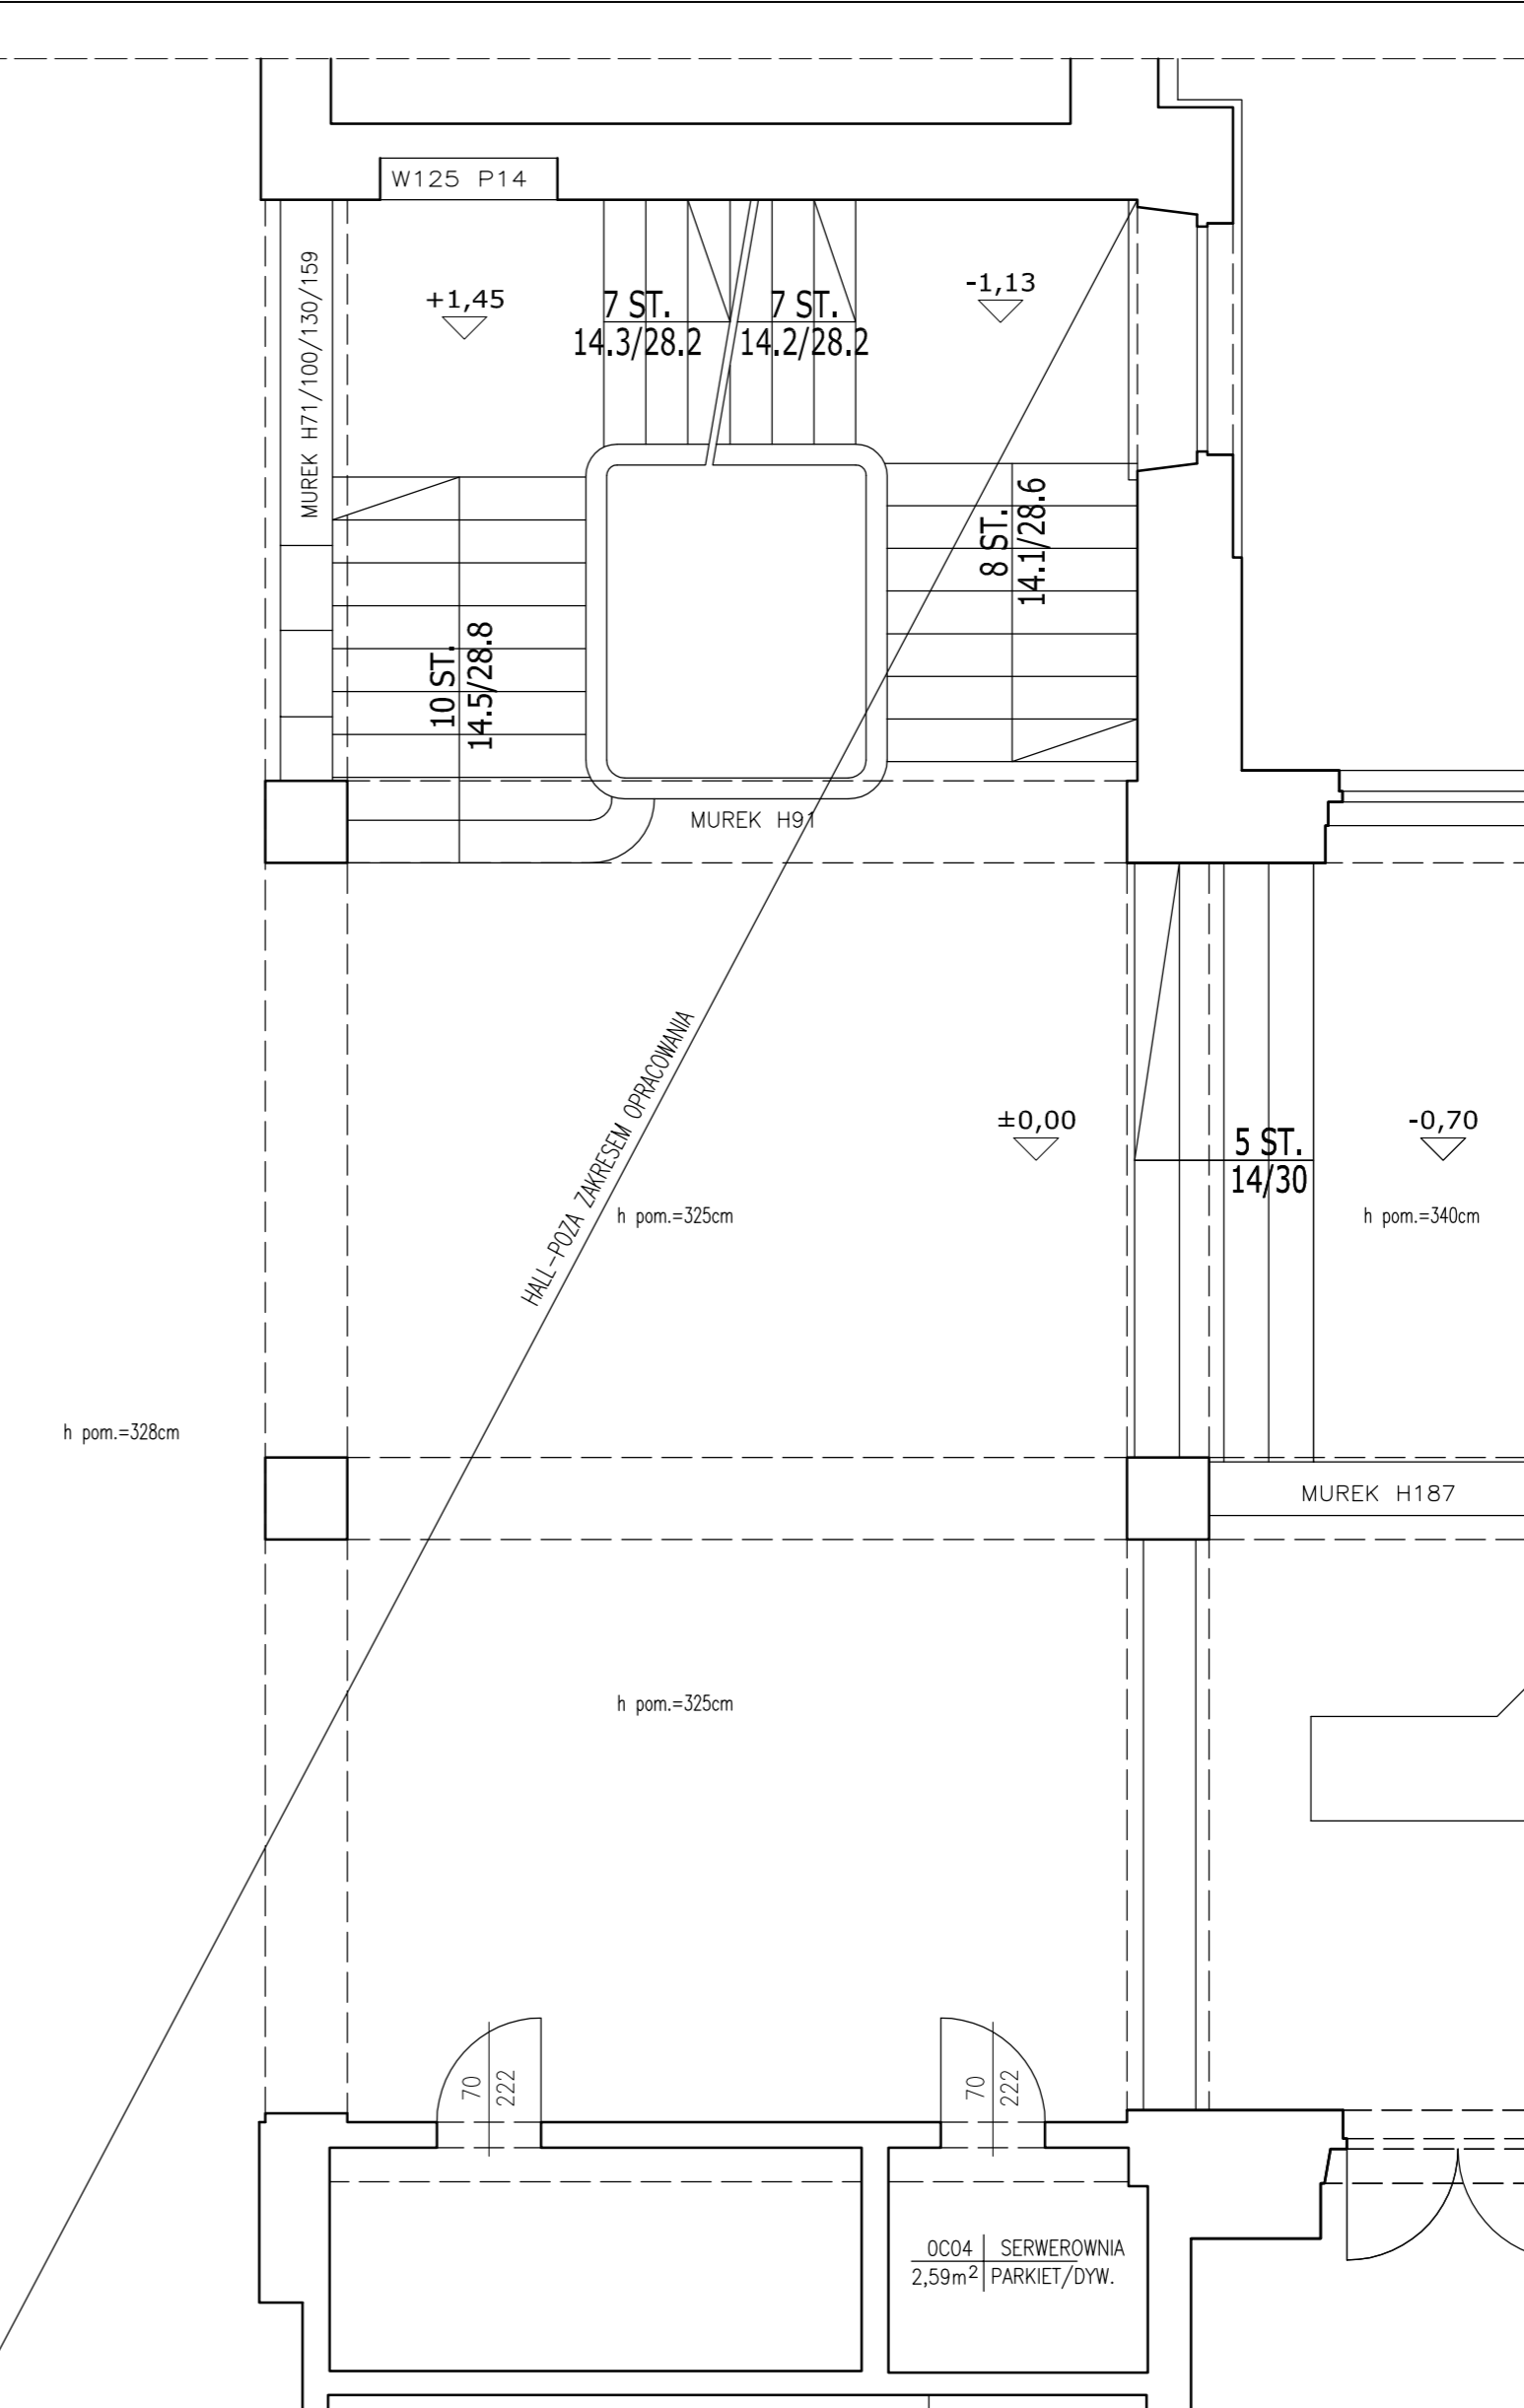 W125 P14
MUREK H71/100/130/159
+1,45
7 ST.
14.3/28.2
7 ST.
14.2/28.2
-1,13
8 ST.
14.1/28.6
10 ST.
14.5/28.8
MUREK H91
HALL-POZA ZAKRESEM OPRACOWANIA
±0,00
5 ST.
14/30
-0,70
h pom.=325cm
h pom.=340cm
h pom.=328cm
MUREK H187
h pom.=325cm
70
222
70
222
0C04 SERWEROWNIA
2,59m² PARKIET/DYW.